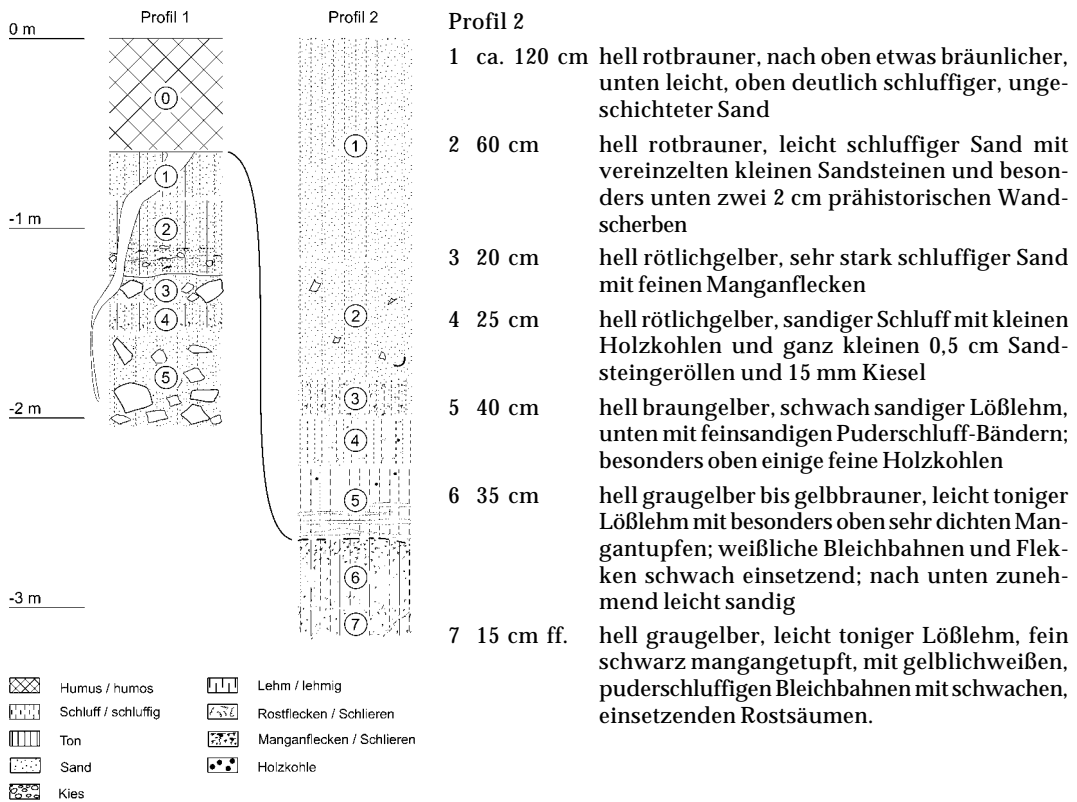 Profil 1
Profil 2
0 m
-1 m
-2 m
-3 m
0
1
2
3
4
5
1
2
3
4
5
6
7
Humus / humos
Schluff / schluffig
Ton
Sand
Kies
Lehm / lehmig
Rostflecken / Schlieren
Manganflecken / Schlieren
Holzkohle
Profil 2
1 ca. 120 cm hell rotbrauner, nach oben etwas bräunlicher,
unten leicht, oben deutlich schluffiger, unge-
schichteter Sand
2 60 cm hell rotbrauner, leicht schluffiger Sand mit
vereinzelten kleinen Sandsteinen und beson-
ders unten zwei 2 cm prähistorischen Wand-
scherben
3 20 cm hell rötlichgelber, sehr stark schluffiger Sand
mit feinen Manganflecken
4 25 cm hell rötlichgelber, sandiger Schluff mit kleinen
Holzkohlen und ganz kleinen 0,5 cm Sand-
steingeröllen und 15 mm Kiesel
5 40 cm hell braungelber, schwach sandiger Lößlehm,
unten mit feinsandigen Puderschluff-Bändern;
besonders oben einige feine Holzkohlen
6 35 cm hell graugelber bis gelbbrauner, leicht toniger
Lößlehm mit besonders oben sehr dichten Man-
gantupfen; weißliche Bleichbahnen und Flek-
ken schwach einsetzend; nach unten zuneh-
mend leicht sandig
7 15 cm ff. hell graugelber, leicht toniger Lößlehm, fein
schwarz mangangetupft, mit gelblichweißen,
puderschluffigen Bleichbahnen mit schwachen,
einsetzenden Rostsäumen.